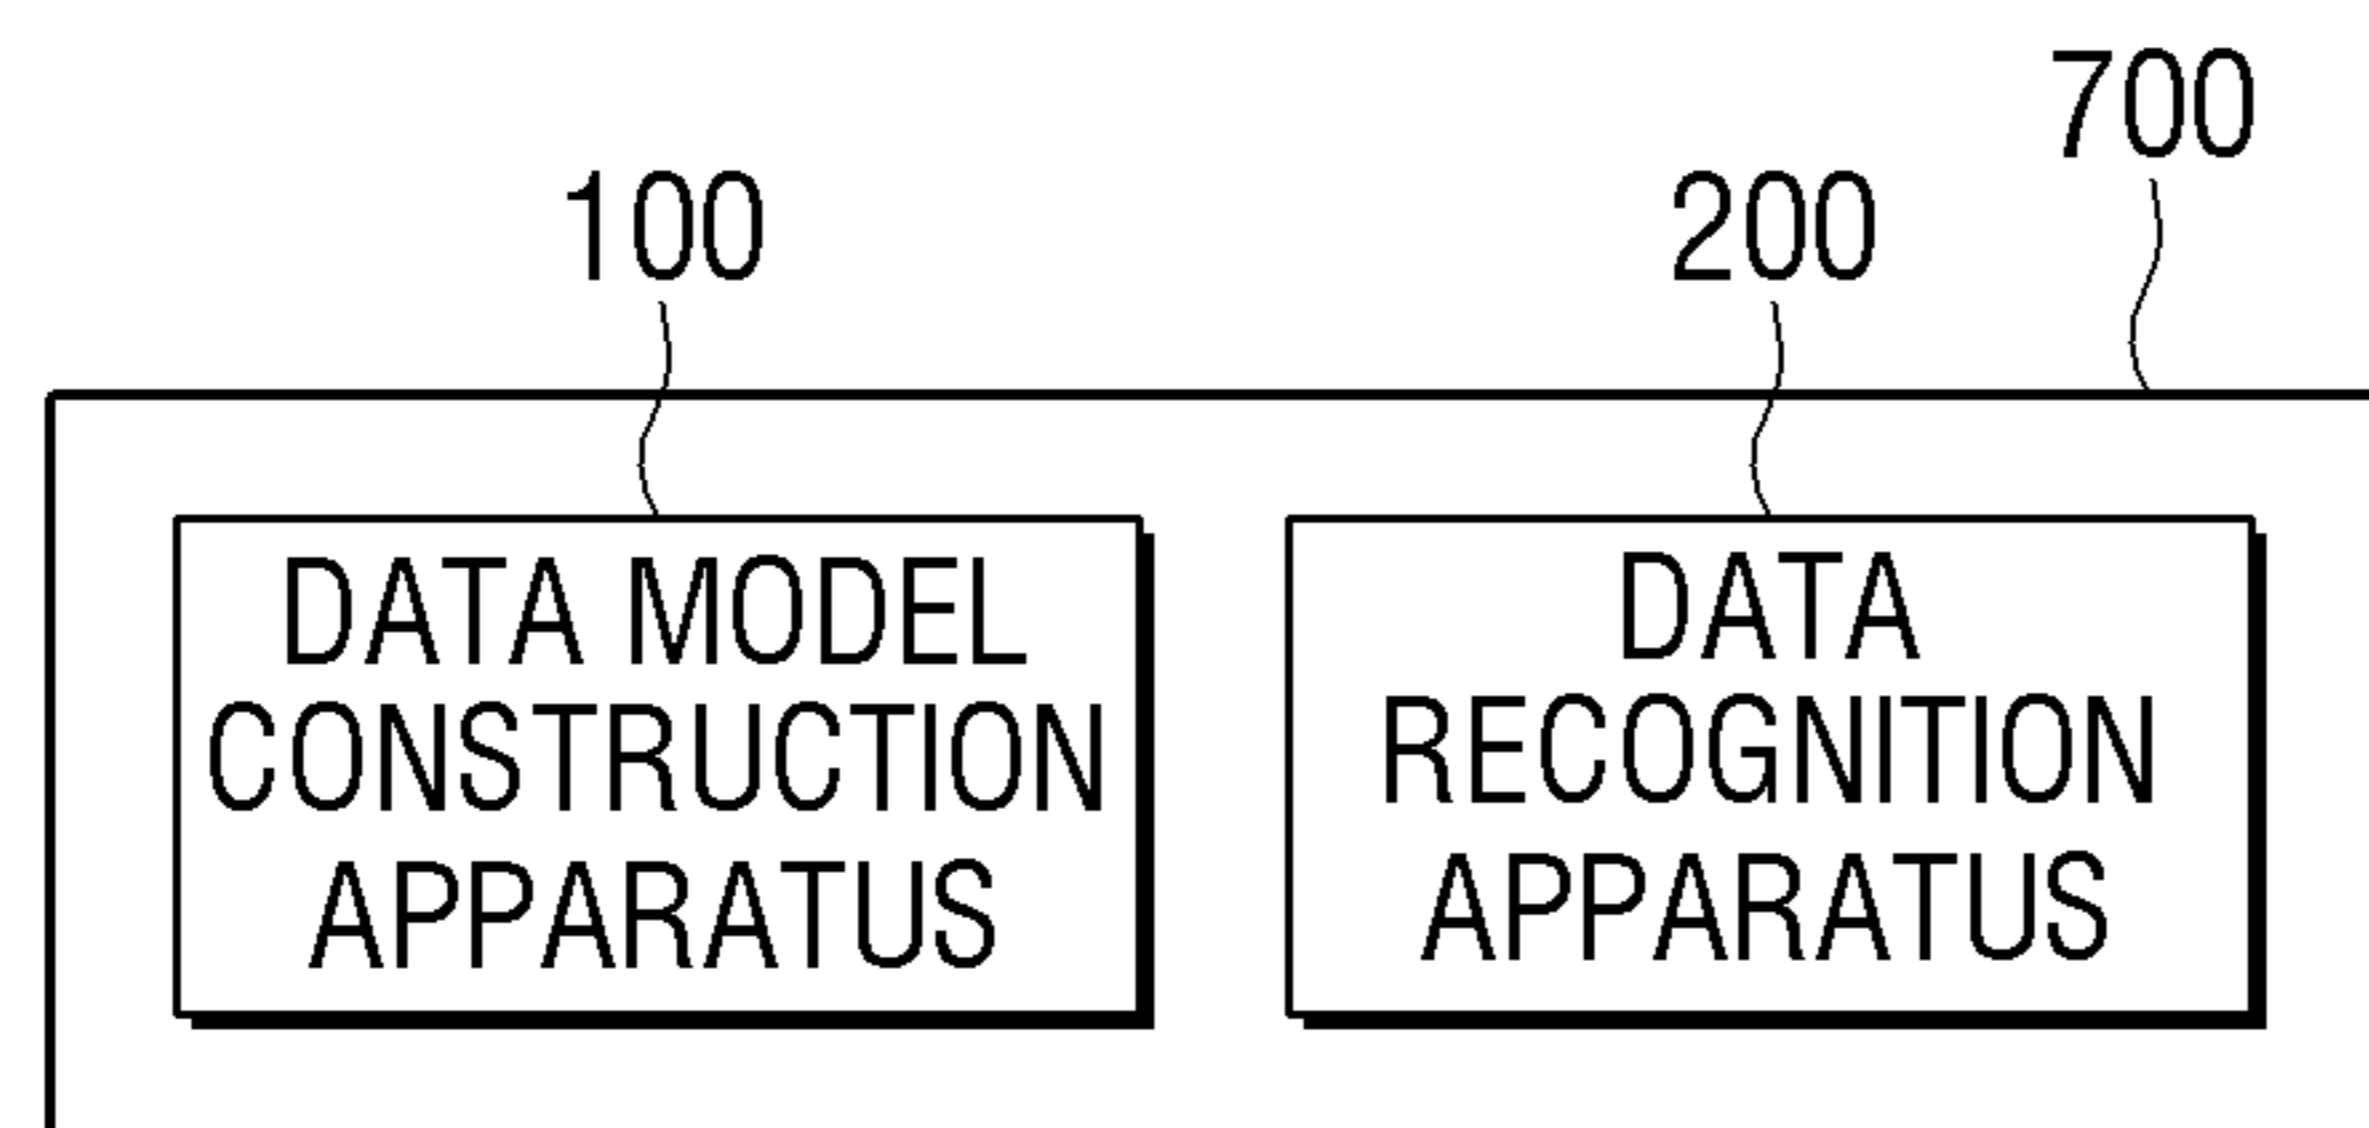 700
100
200
DATA MODEL
CONSTRUCTION
APPARATUS
DATA
RECOGNITION
APPARATUS